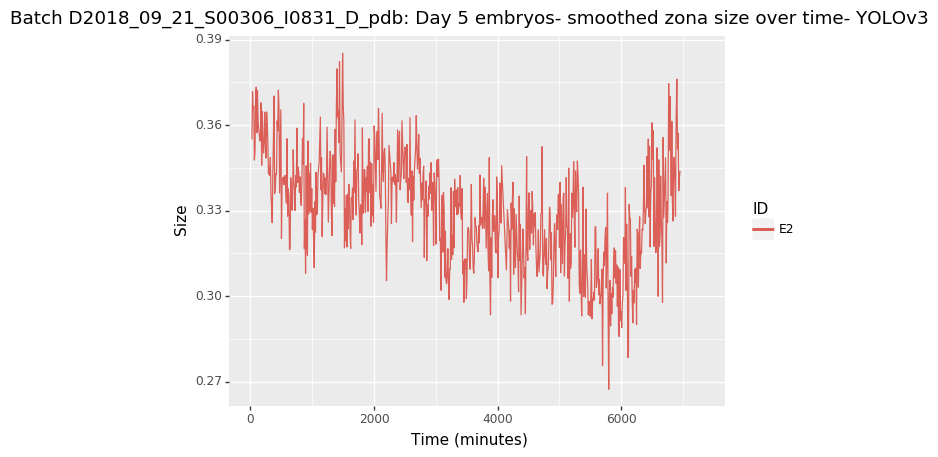 Batch D2018_09_21_S00306_I0831_D_pdb: Day 5 embryos- smoothed zona size over time- YOLOv3
0.39
0.36
0.33
0.30
0.27
Size
0
2000
4000
6000
Time (minutes)
ID
E2